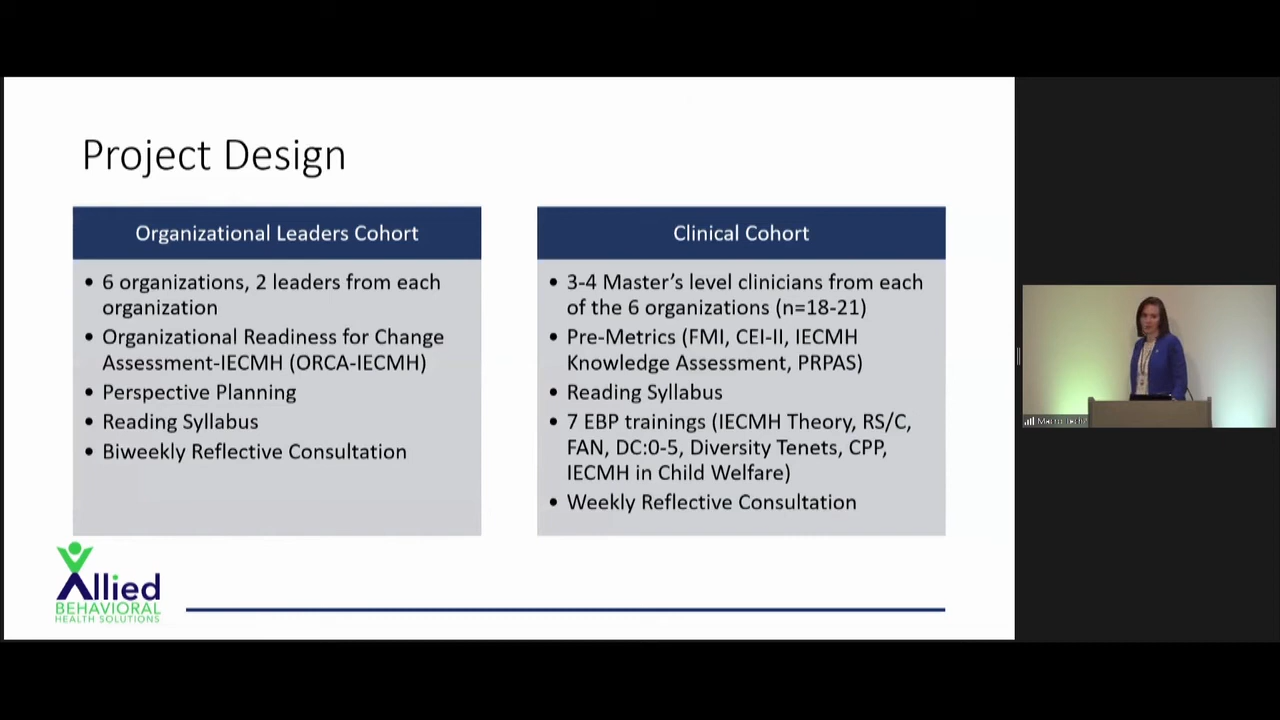 Project Design
Organizational Leaders Cohort
• 6 organizations, 2 leaders from each
organization
• Organizational Readiness for Change
Assessment-IECMH (ORCA-IECMH)
• Perspective Planning
• Reading Syllabus
• Biweekly Reflective Consultation
Clinical Cohort
• 3-4 Master's level clinicians from each
of the 6 organizations (n=18-21)
• Pre-Metrics (FMI, CEI-II, IECMH
Knowledge Assessment, PRPAS)
• Reading Syllabus
• 7 EBP trainings (IECMH Theory, RS/C,
FAN, DC:0-5, Diversity Tenets, CPP,
IECMH in Child Welfare)
• Weekly Reflective Consultation
Allied
BEHAVIORAL
HEALTH SOLUTIONS